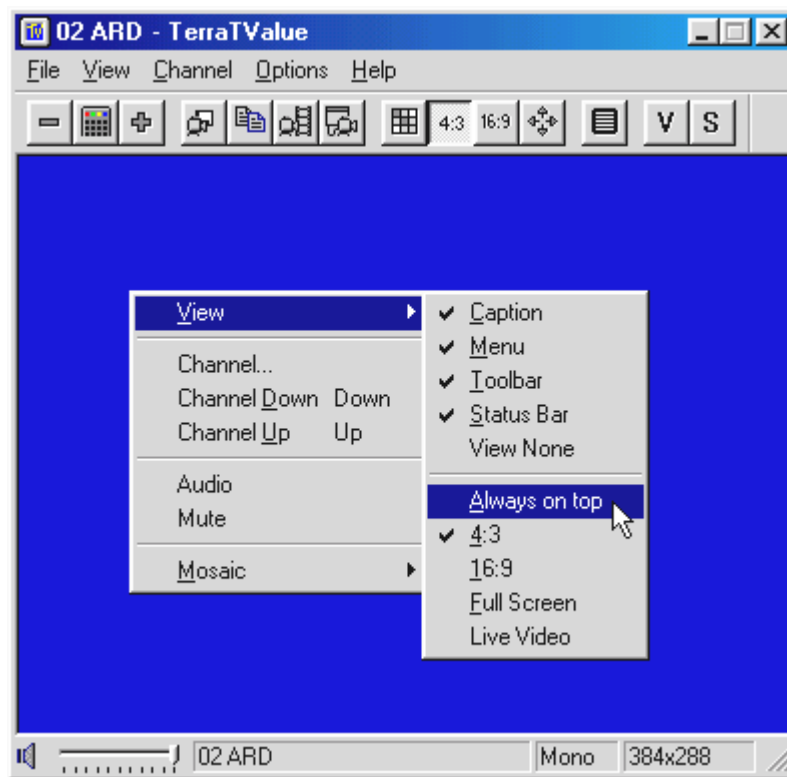 02 ARD - TerraTValue
File View Channel Options Help
4:3 16:9 V S
View
Channel...
Channel Down Down
Channel Up Up
Audio
Mute
Mosaic
Caption
Menu
Toolbar
Status Bar
View None
Always on top
4:3
16:9
Full Screen
Live Video
02 ARD Mono 384x288